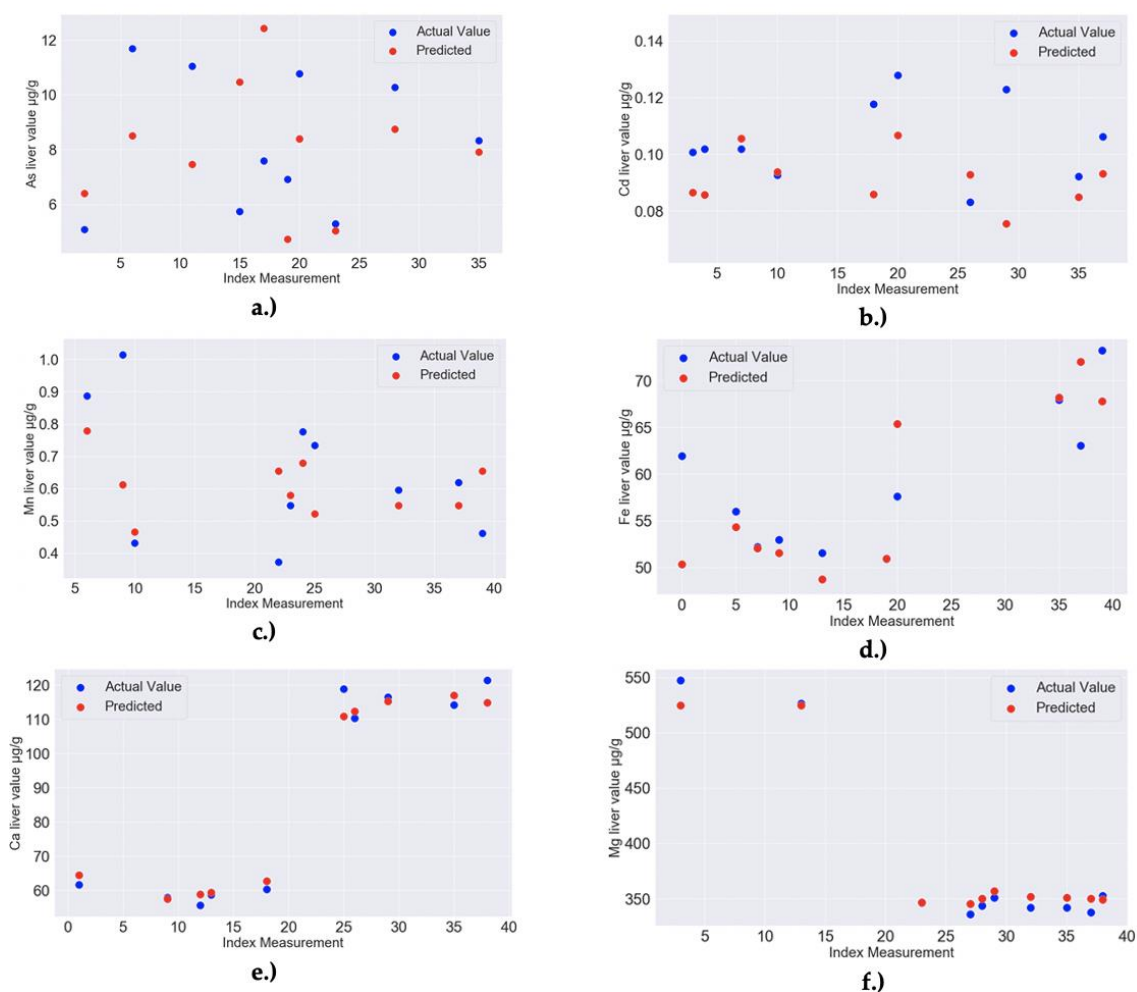 As liver value µg/g
12
10
8
6
Actual Value
Predicted
5 10 15 20 25 30 35
Index Measurement
a.)
Cd liver value µg/g
0.14
0.12
0.10
0.08
Actual Value
Predicted
5 10 15 20 25 30 35
Index Measurement
b.)
Mn liver value µg/g
1.0
0.9
0.8
0.7
0.6
0.5
0.4
Actual Value
Predicted
5 10 15 20 25 30 35 40
Index Measurement
c.)
Fe liver value µg/g
70
65
60
55
50
Actual Value
Predicted
0 5 10 15 20 25 30 35 40
Index Measurement
d.)
Ca liver value µg/g
120
110
100
90
80
70
60
Actual Value
Predicted
0 5 10 15 20 25 30 35 40
Index Measurement
e.)
Mg liver value µg/g
550
500
450
400
350
Actual Value
Predicted
5 10 15 20 25 30 35 40
Index Measurement
f.)